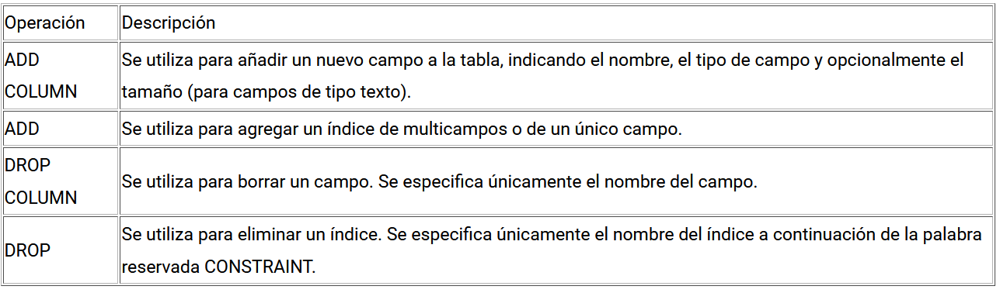 Operación Descripción
ADD COLUMN Se utiliza para añadir un nuevo campo a la tabla, indicando el nombre, el tipo de campo y opcionalmente el
tamaño (para campos de tipo texto).
ADD Se utiliza para agregar un índice de multicampos o de un único campo.
DROP COLUMN Se utiliza para borrar un campo. Se especifica únicamente el nombre del campo.
DROP Se utiliza para eliminar un índice. Se especifica únicamente el nombre del índice a continuación de la palabra
reservada CONSTRAINT.